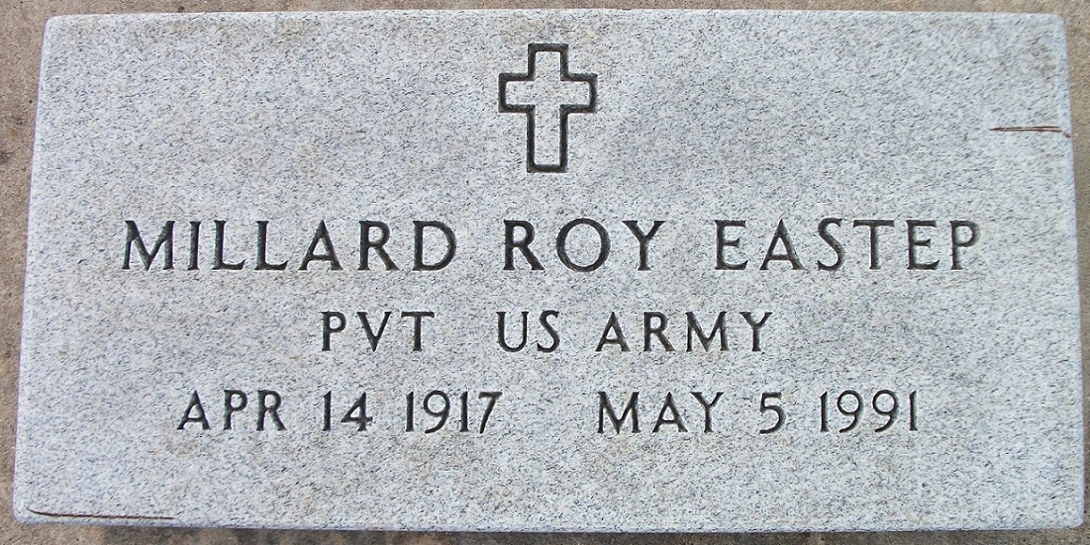 MILLARD ROY EASTEP
PVT US ARMY
APR 14 1917 MAY 5 1991